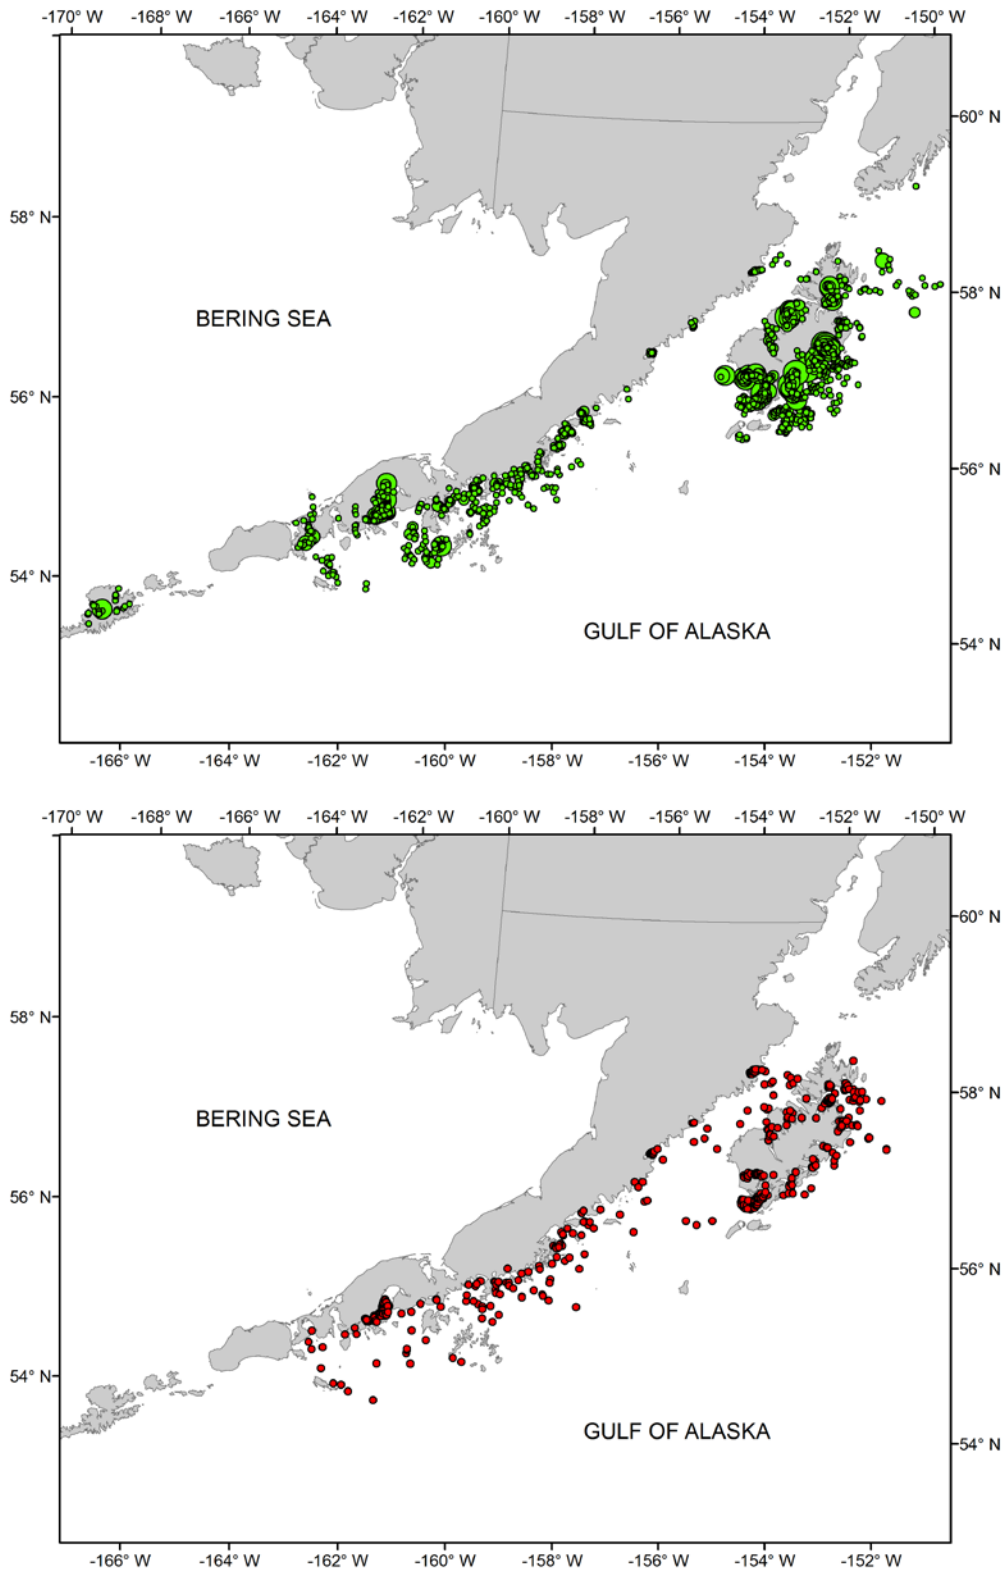 -170° W -168° W -166° W -164° W -162° W -160° W -158° W -156° W -154° W -152° W -150° W
60° N
58° N
58° N
BERING SEA
56° N
56° N
54° N
GULF OF ALASKA
54° N
-166° W -164° W -162° W -160° W -158° W -156° W -154° W -152° W
-170° W -168° W -166° W -164° W -162° W -160° W -158° W -156° W -154° W -152° W -150° W
60° N
58° N
58° N
BERING SEA
56° N
56° N
54° N
GULF OF ALASKA
54° N
-166° W -164° W -162° W -160° W -158° W -156° W -154° W -152° W